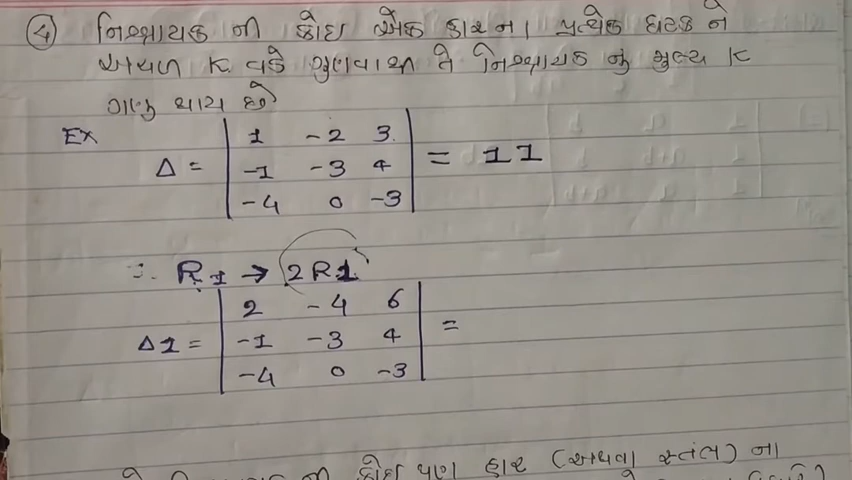 ④ નિશ્ચાયક ની કોઇ એક હારના પ્રત્યેક ઘટક ને
અચળ K વડે ગુણવાથી તે નિશ્ચાયક નું મુલ્ય K
ગણુ થાય છે
Ex
Δ = | 1 -2 3 | = 11
| -1 -3 4 |
| -4 0 -3 |
∴ R1 → 2R1
Δ1 = | 2 -4 6 | =
| -1 -3 4 |
| -4 0 -3 |
ની કોઇ પણ હાર (અથવા સ્તંભ) ના